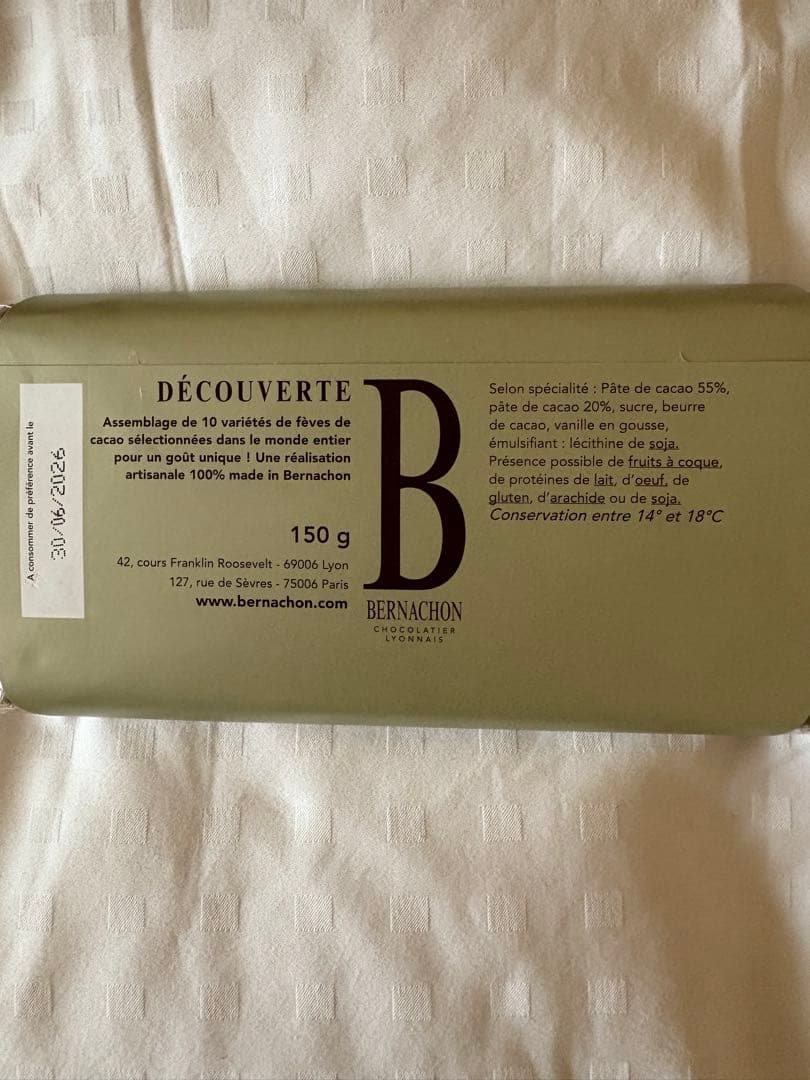 A consommer de préférence avant le
30/06/2026
DÉCOUVERTE
Assemblage de 10 variétés de fèves de
cacao sélectionnées dans le monde entier
pour un goût unique ! Une réalisation
artisanale 100% made in Bernachon
150 g
42, cours Franklin Roosevelt - 69006 Lyon
127, rue de Sèvres - 75006 Paris
www.bernachon.com
B
BERNACHON
CHOCOLATIER
LYONNAIS
Selon spécialité : Pâte de cacao 55%,
pâte de cacao 20%, sucre, beurre
de cacao, vanille en gousse,
émulsifiant : lécithine de soja.
Présence possible de fruits à coque,
de protéines de lait, d'oeuf, de
gluten, d'arachide ou de soja.
Conservation entre 14° et 18°C